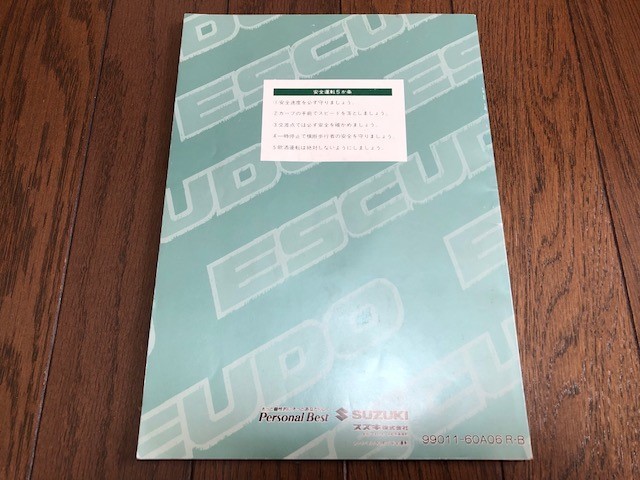 ESCUDO
安全運転5か条
1安全速度を必ず守りましょう。
2カーブの手前でスピードを落としましょう。
3交差点では必ず安全を確かめましょう。
4一時停止で横断歩行者の安全を守りましょう。
5飲酒運転は絶対しないようにしましょう。
ESCUDO
ESCUDO
ESCUDO
Personal Best
SUZUKI
スズキ株式会社
99011-60A06 R-B